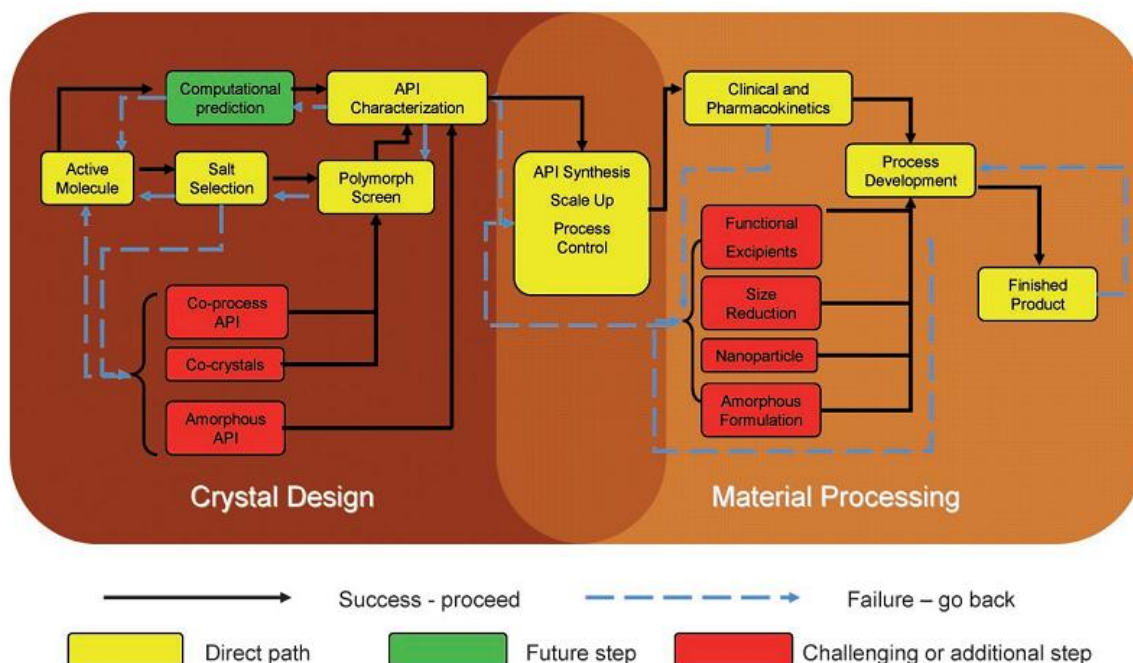 Computational
prediction
API
Characterization
Active
Molecule
Salt
Selection
Polymorph
Screen
Co-process
API
Co-crystals
Amorphous
API
Crystal Design
API Synthesis
Scale Up
Process
Control
Clinical and
Pharmacokinetics
Process
Development
Functional
Excipients
Size
Reduction
Nanoparticle
Amorphous
Formulation
Finished
Product
Material Processing
Success - proceed
Failure – go back
Direct path
Future step
Challenging or additional step